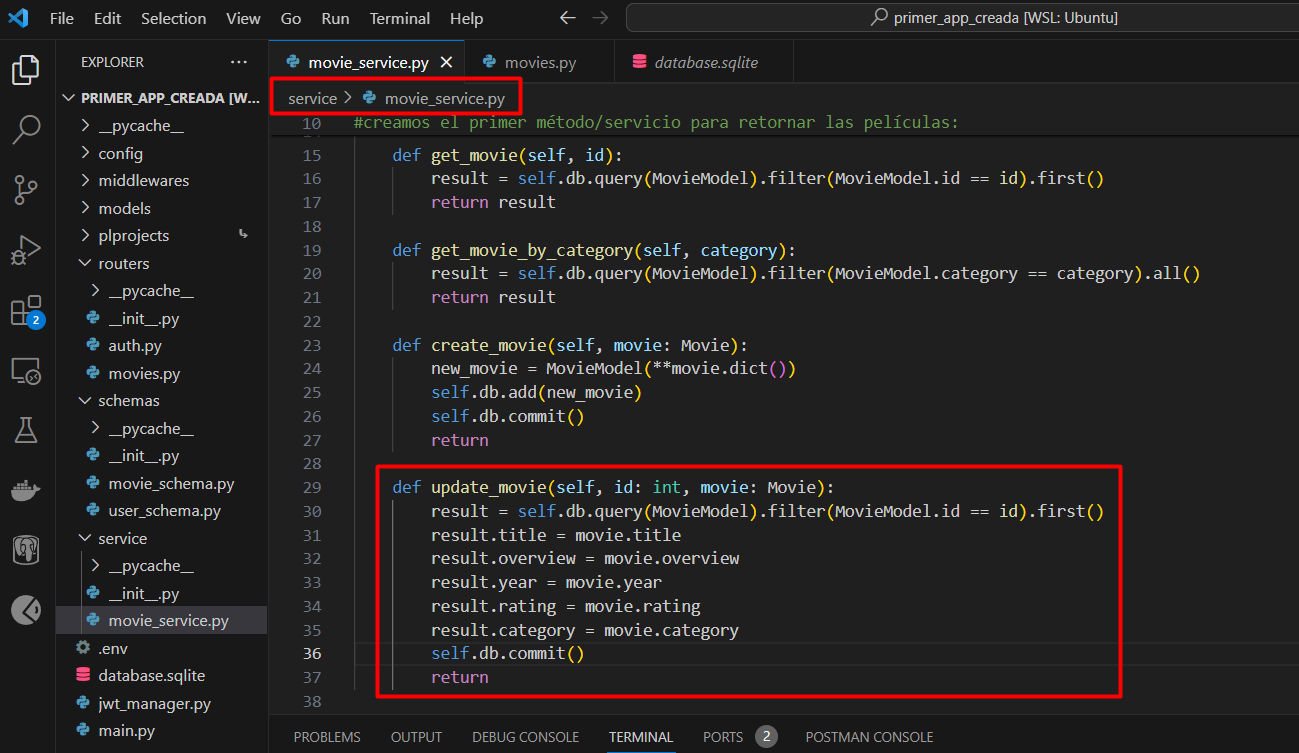 File Edit Selection View Go Run Terminal Help
primer_app_creada [WSL: Ubuntu]
EXPLORER
PRIMER_APP_CREADA [W...
__pycache__
config
middlewares
models
plprojects
routers
__pycache__
__init__.py
auth.py
movies.py
schemas
__pycache__
__init__.py
movie_schema.py
user_schema.py
service
__pycache__
__init__.py
movie_service.py
.env
database.sqlite
jwt_manager.py
main.py
2
movie_service.py movies.py database.sqlite
service > movie_service.py
10 #creamos el primer método/servicio para retornar las películas:
15 def get_movie(self, id):
16 result = self.db.query(MovieModel).filter(MovieModel.id == id).first()
17 return result
18
19 def get_movie_by_category(self, category):
20 result = self.db.query(MovieModel).filter(MovieModel.category == category).all()
21 return result
22
23 def create_movie(self, movie: Movie):
24 new_movie = MovieModel(**movie.dict())
25 self.db.add(new_movie)
26 self.db.commit()
27 return
28
29 def update_movie(self, id: int, movie: Movie):
30 result = self.db.query(MovieModel).filter(MovieModel.id == id).first()
31 result.title = movie.title
32 result.overview = movie.overview
33 result.year = movie.year
34 result.rating = movie.rating
35 result.category = movie.category
36 self.db.commit()
37 return
38
PROBLEMS OUTPUT DEBUG CONSOLE TERMINAL PORTS 2 POSTMAN CONSOLE